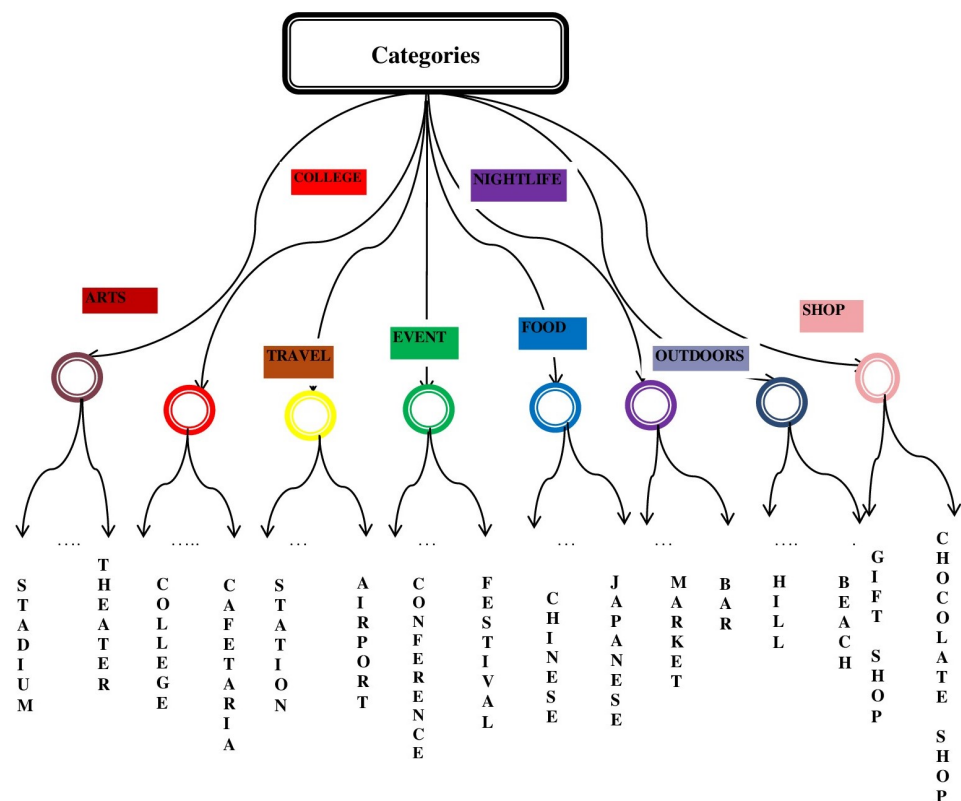 Categories
COLLEGE
NIGHTLIFE
ARTS
SHOP
FOOD
EVENT
TRAVEL
OUTDOORS
....
.....
...
...
...
...
....
.
STADIUM
THEATER
COLLEGE
CAFETARIA
STATION
AIRPORT
CONFERENCE
FESTIVAL
CHINESE
JAPANESE
MARKET
BAR
HILL
BEACH
GIFT SHOP
CHOCOLATE SHOP